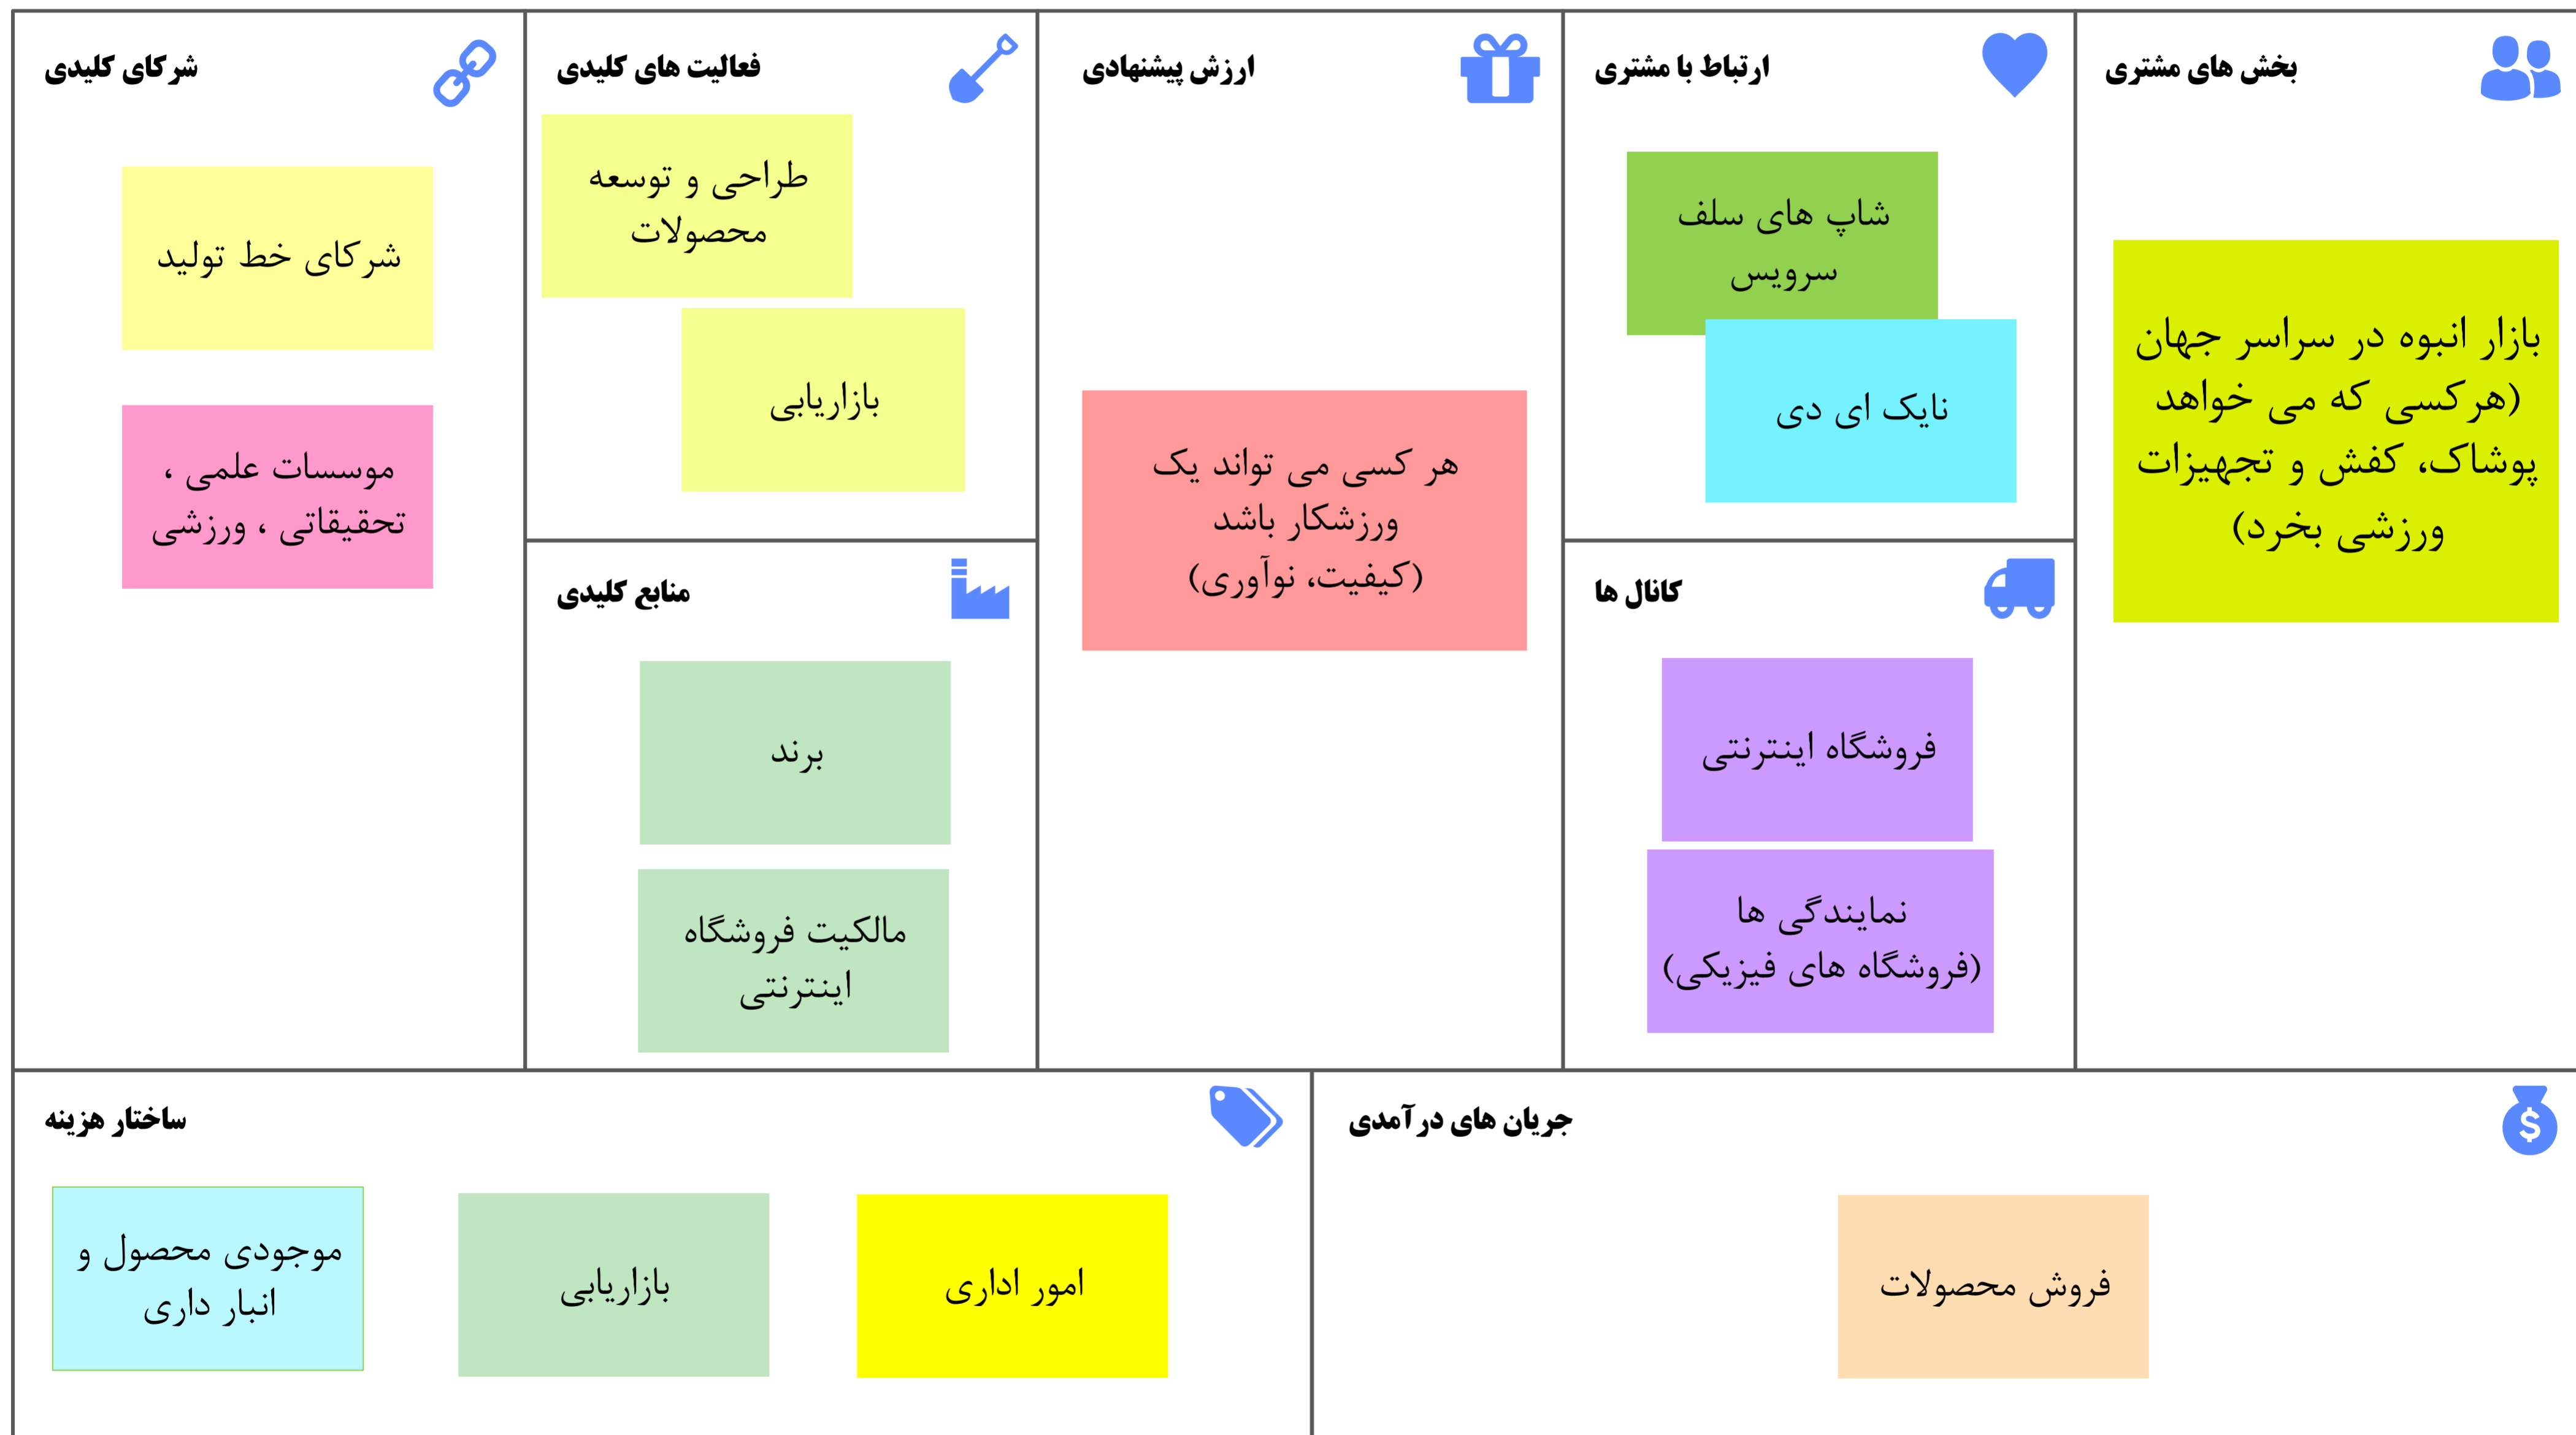 شرکای کلیدی
شرکای خط تولید
موسسات علمی ،
تحقیقاتی ، ورزشی
فعالیت های کلیدی
طراحی و توسعه
محصولات
بازاریابی
منابع کلیدی
برند
مالکیت فروشگاه
اینترنتی
ارزش پیشنهادی
هر کسی می تواند یک
ورزشکار باشد
(کیفیت، نوآوری)
ارتباط با مشتری
شاپ های سلف
سرویس
نایک ای دی
کانال ها
فروشگاه اینترنتی
نمایندگی ها
(فروشگاه های فیزیکی)
بخش های مشتری
بازار انبوه در سراسر جهان
(هرکسی که می خواهد
پوشاک، کفش و تجهیزات
ورزشی بخرد)
ساختار هزینه
موجودی محصول و
انبار داری
بازاریابی
امور اداری
جریان های درآمدی
$
فروش محصولات